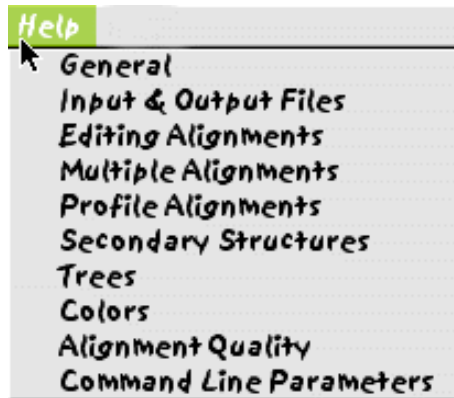 Help
General
Input & Output Files
Editing Alignments
Multiple Alignments
Profile Alignments
Secondary Structures
Trees
Colors
Alignment Quality
Command Line Parameters